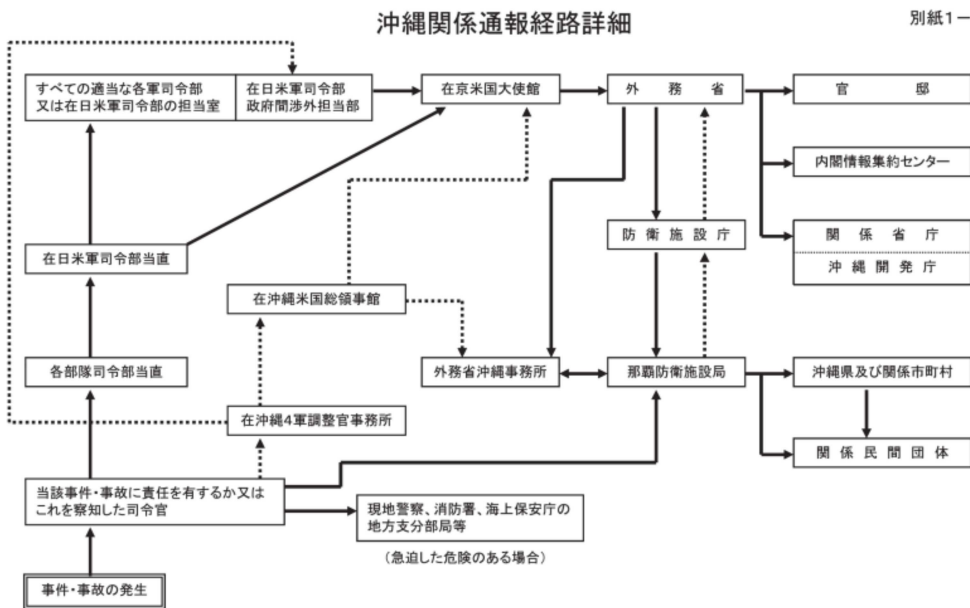 沖縄関係通報経路詳細
別紙1－
すべての適当な各軍司令部
又は在日米軍司令部の担当室
在日米軍司令部
政府間渉外担当部
在京米国大使館
外務省
官邸
内閣情報集約センター
関係省庁
沖縄開発庁
防衛施設庁
在日米軍司令部当直
在沖縄米国総領事館
各部隊司令部当直
外務省沖縄事務所
那覇防衛施設局
沖縄県及び関係市町村
在沖縄4軍調整官事務所
関係民間団体
当該事件・事故に責任を有するか又は
これを察知した司令官
現地警察、消防署、海上保安庁の
地方支分部局等
（急迫した危険のある場合）
事件・事故の発生